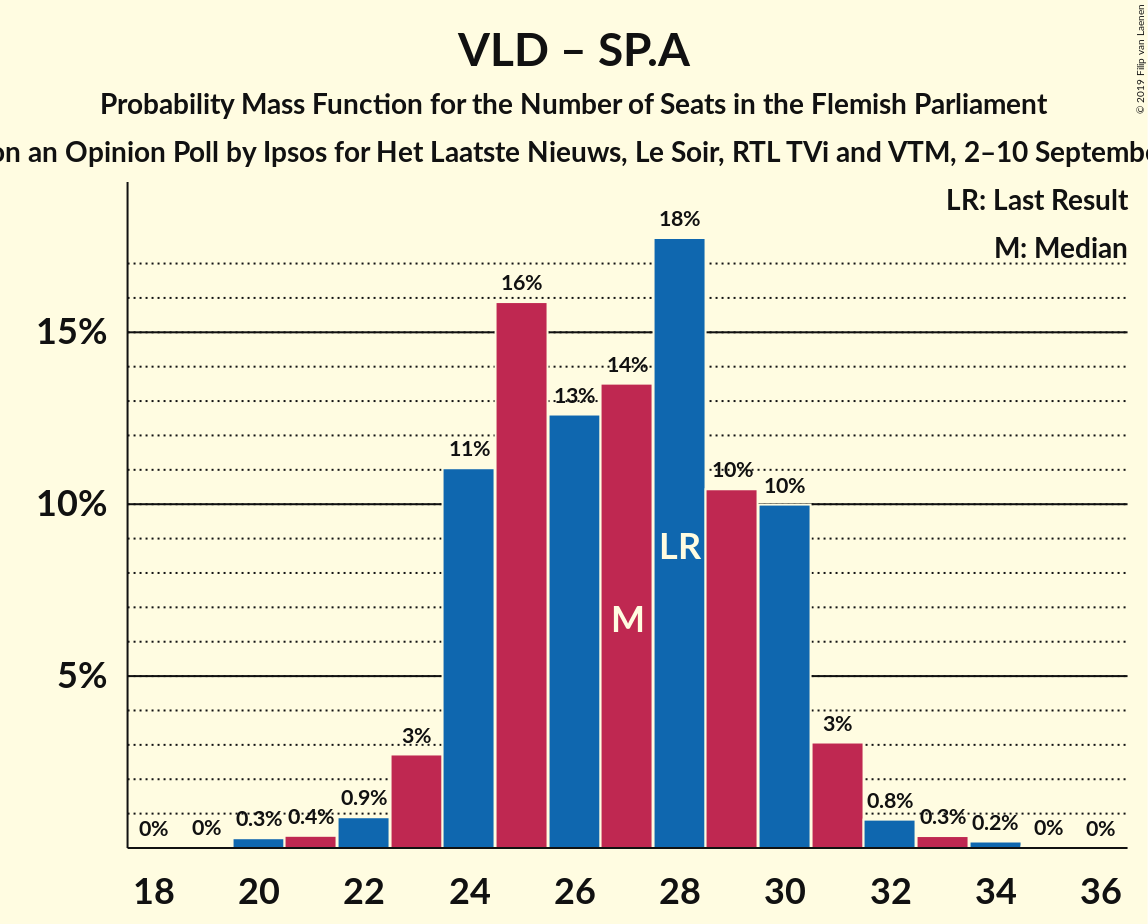 VLD – SP.A
Probability Mass Function for the Number of Seats in the Flemish Parliament
on an Opinion Poll by Ipsos for Het Laatste Nieuws, Le Soir, RTL TVi and VTM, 2–10 Septembe
© 2019 Filip van Laenen
LR: Last Result
M: Median
15%
10%
5%
0%
0%
0.3%
0.4%
0.9%
3%
11%
16%
13%
14%
18%
10%
10%
3%
0.8%
0.3%
0.2%
0%
0%
LR
M
18 20 22 24 26 28 30 32 34 36